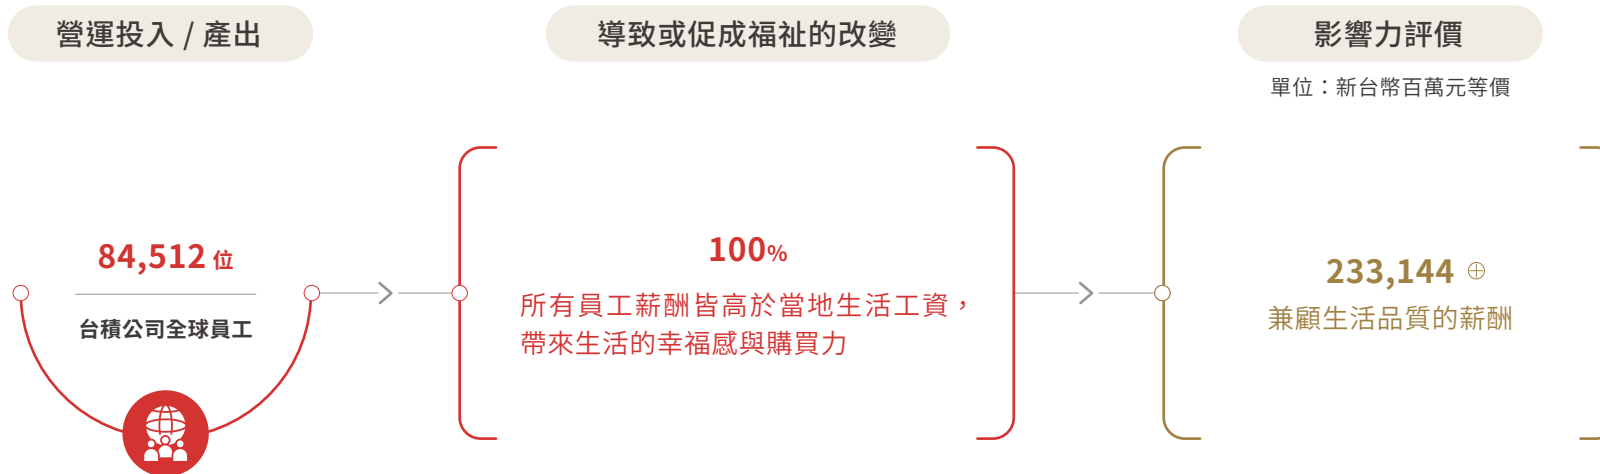 營運投入 / 產出
導致或促成福祉的改變
影響力評價
單位：新台幣百萬元等價
84,512 位
台積公司全球員工
100%
所有員工薪酬皆高於當地生活工資，
帶來生活的幸福感與購買力
233,144 ⊕
兼顧生活品質的薪酬